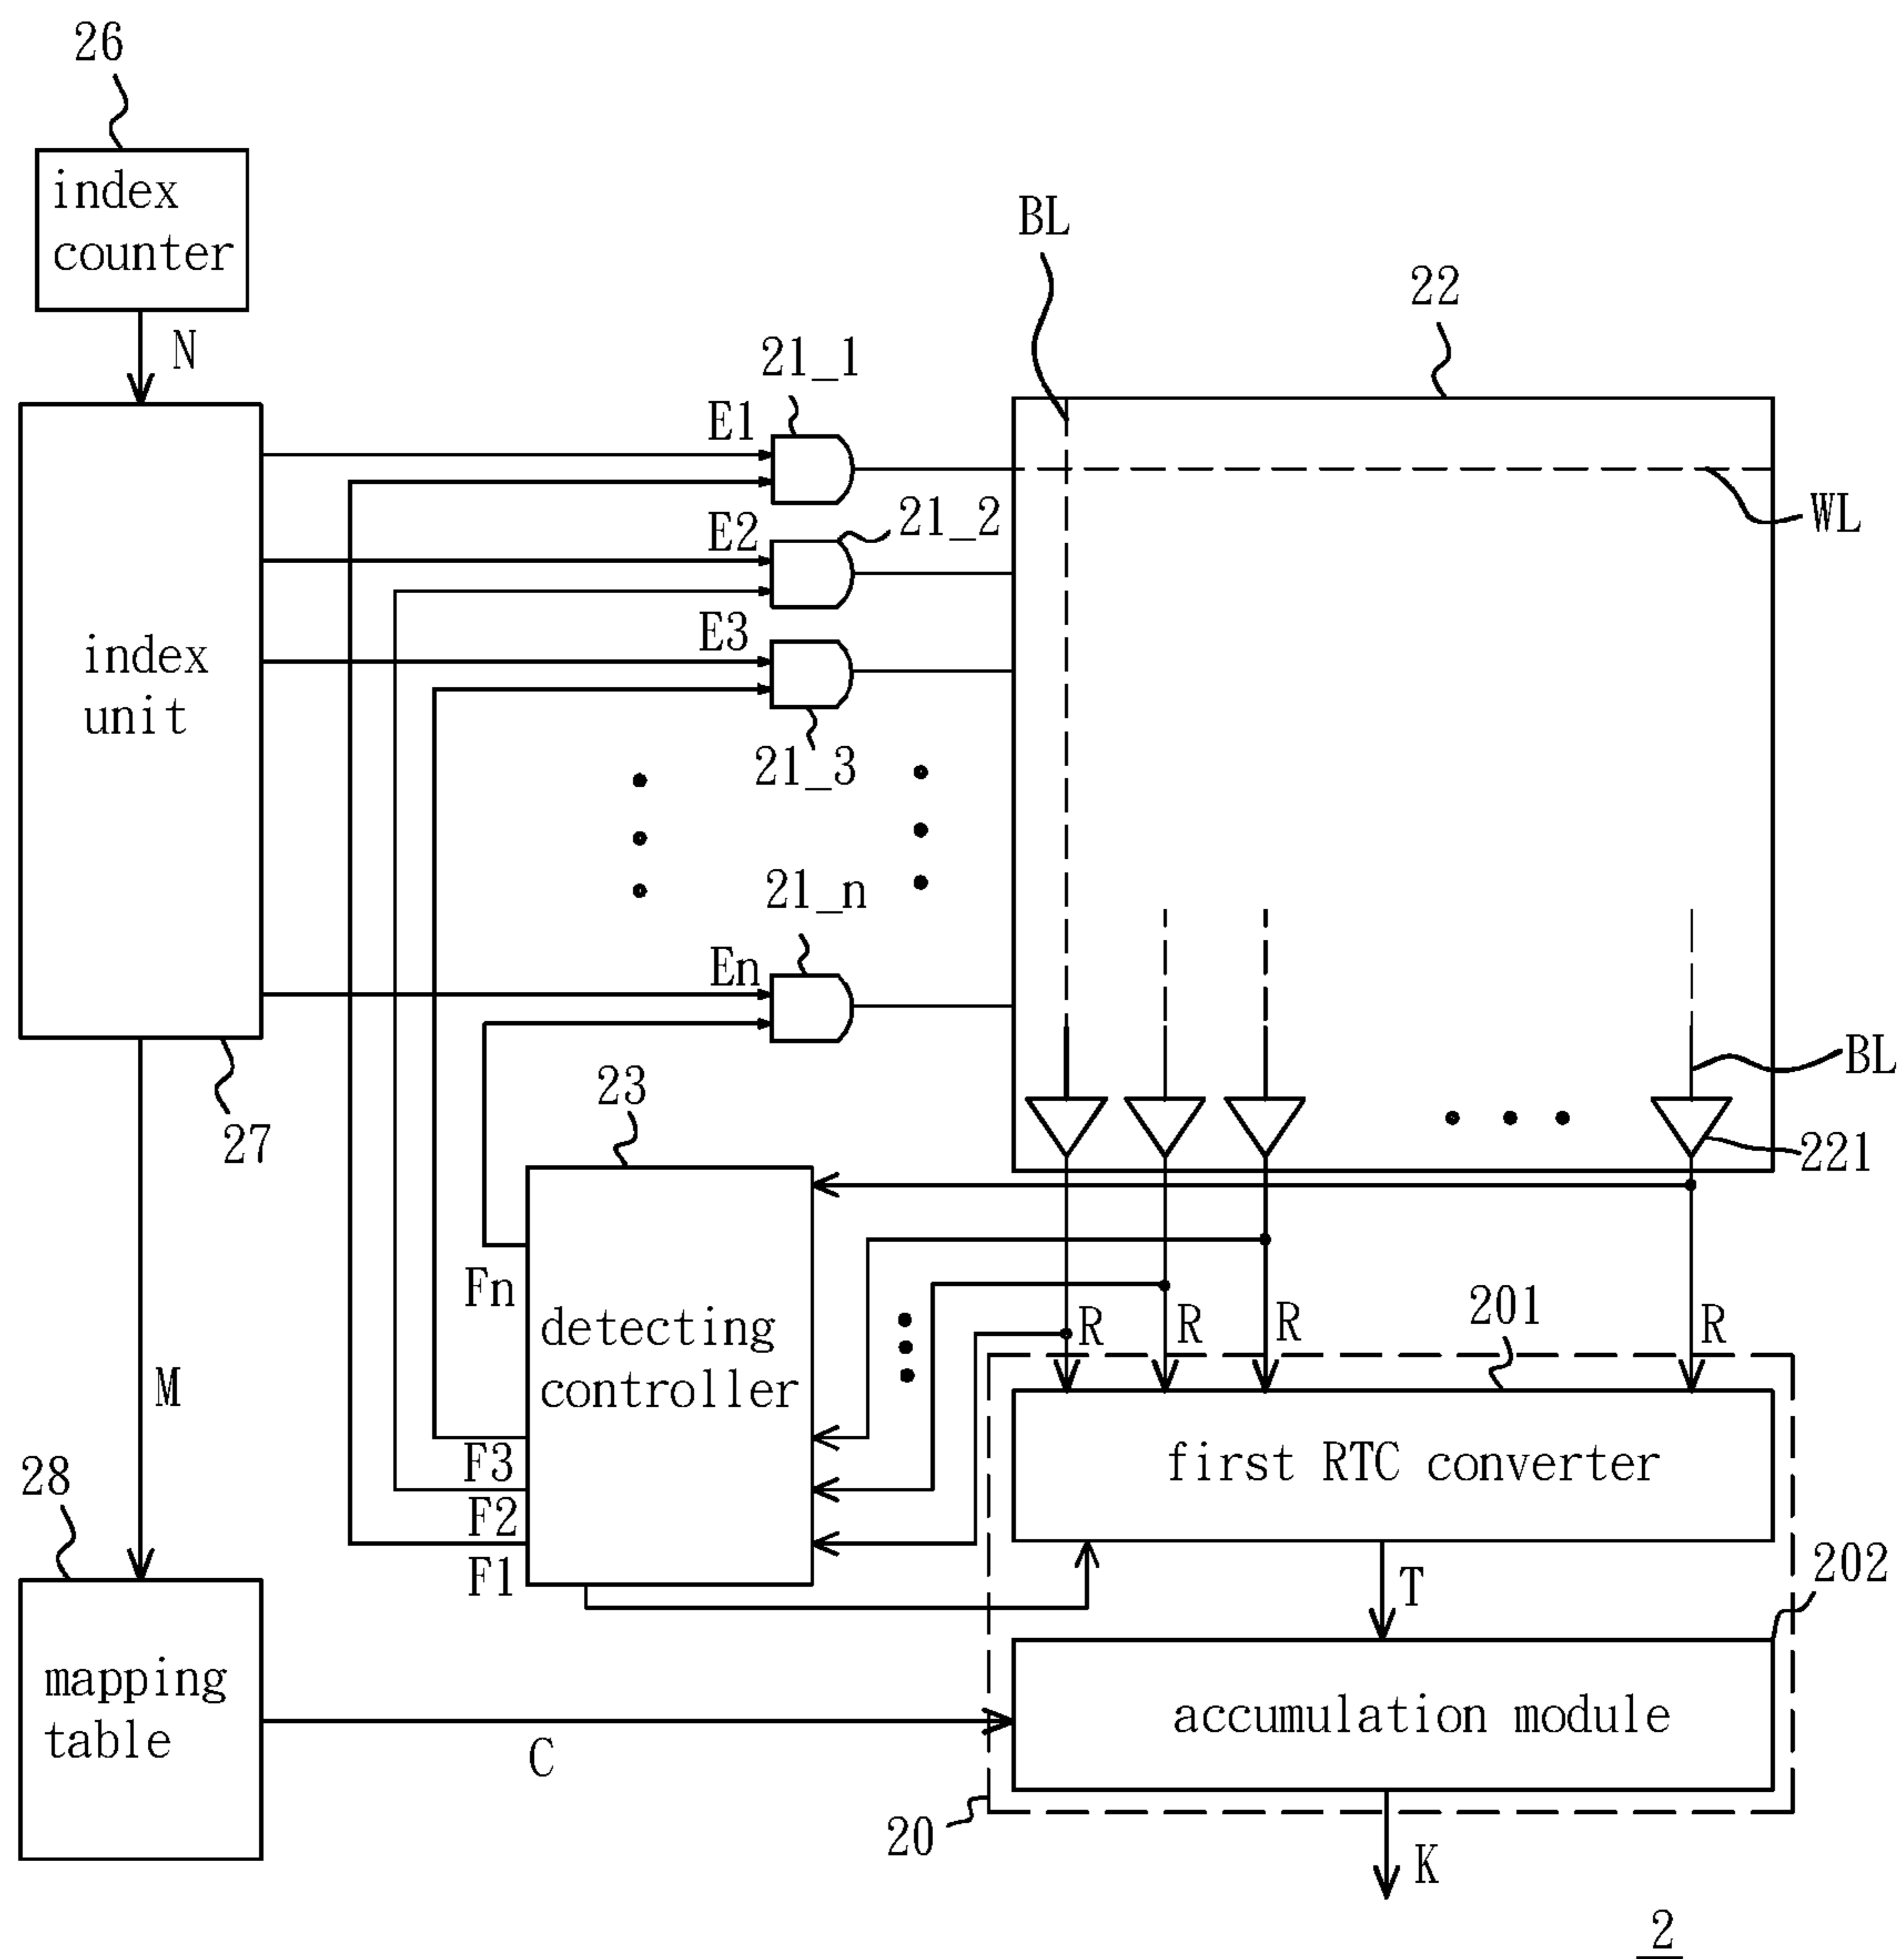 26
index
counter
N
BL
22
21_1
E1
WL
E2
21_2
E3
index
unit
21_3
21_n
En
BL
23
27
221
Fn
detecting
controller
R
R
R
R
201
M
first RTC converter
F3
F2
F1
28
T
202
mapping
table
accumulation module
C
20
K
2